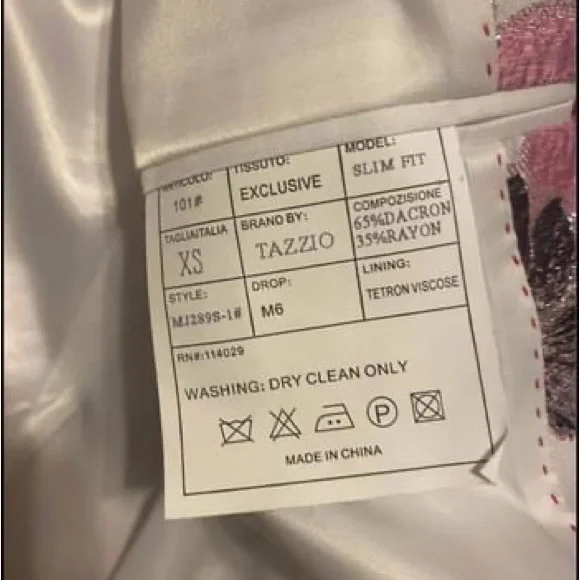 ARTICOLO:
101#
TISSUTO:
EXCLUSIVE
MODEL:
SLIM FIT
TAGLIA/ITALIA
XS
BRAND BY:
TAZZIO
COMPOZISIONE
65%DACRON
35%RAYON
STYLE:
MJ289S-1#
DROP:
M6
LINING:
TETRON VISCOSE
RN#:114029
WASHING: DRY CLEAN ONLY
P
MADE IN CHINA